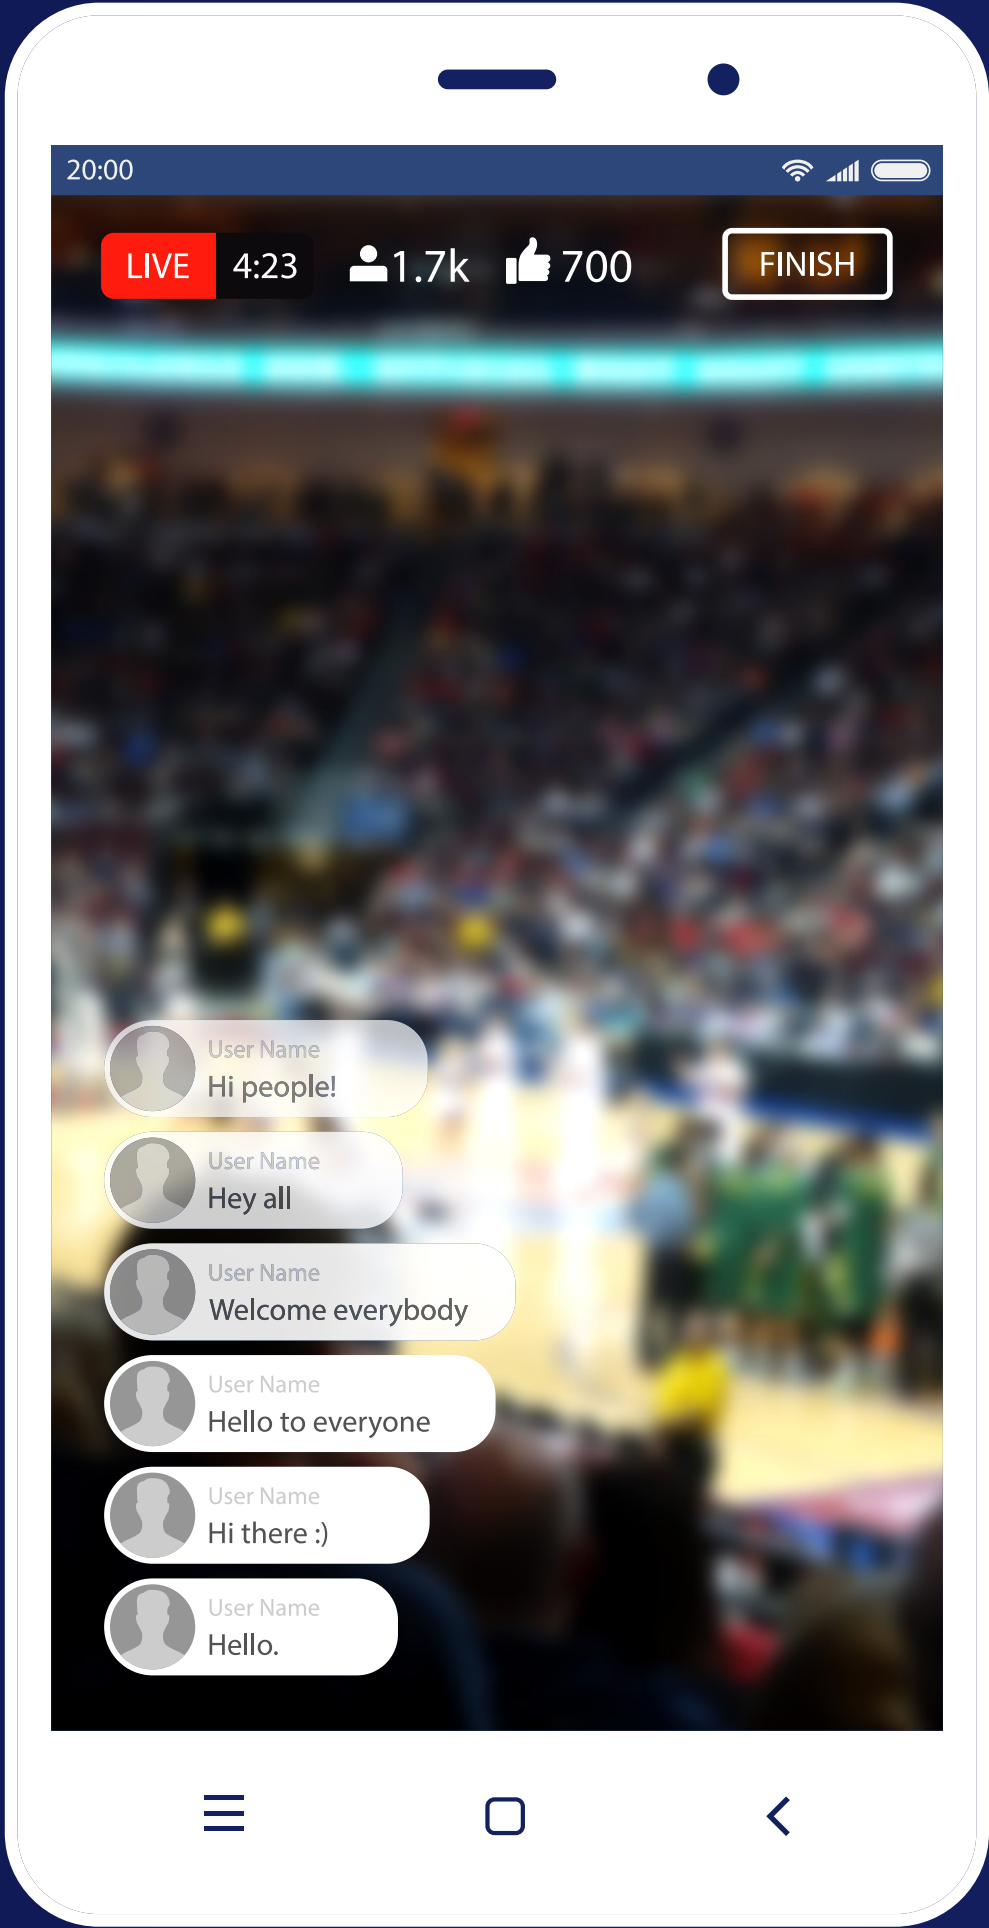 20:00
LIVE 4:23 1.7k 700 FINISH
User Name
Hi people!
User Name
Hey all
User Name
Welcome everybody
User Name
Hello to everyone
User Name
Hi there :)
User Name
Hello.